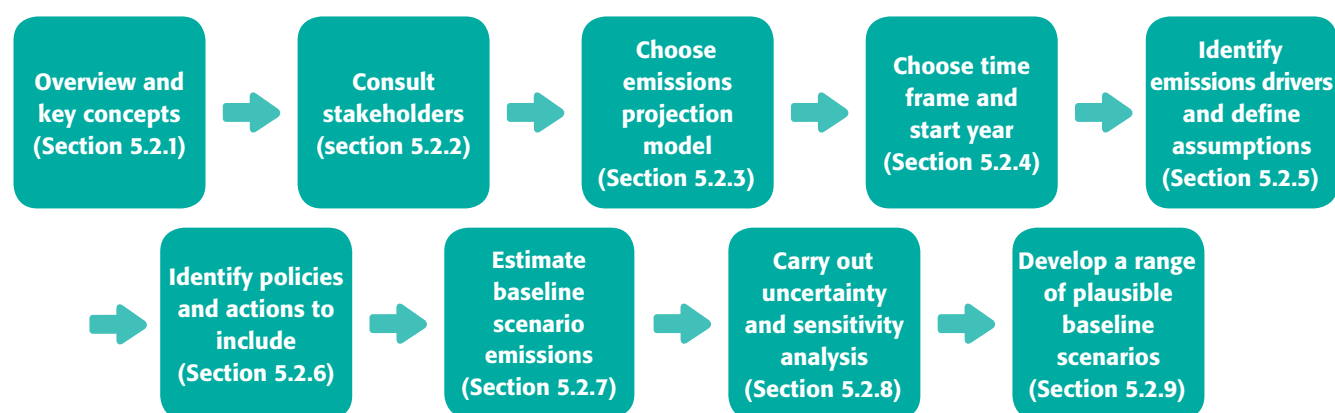 Overview and
key concepts
(Section 5.2.1)
Consult
stakeholders
(section 5.2.2)
Choose
emissions
projection
model
(Section 5.2.3)
Choose time
frame and
start year
(Section 5.2.4)
Identify
emissions drivers
and define
assumptions
(Section 5.2.5)
Identify policies
and actions to
include
(Section 5.2.6)
Estimate
baseline
scenario
emissions
(Section 5.2.7)
Carry out
uncertainty
and sensitivity
analysis
(Section 5.2.8)
Develop a range
of plausible
baseline
scenarios
(Section 5.2.9)